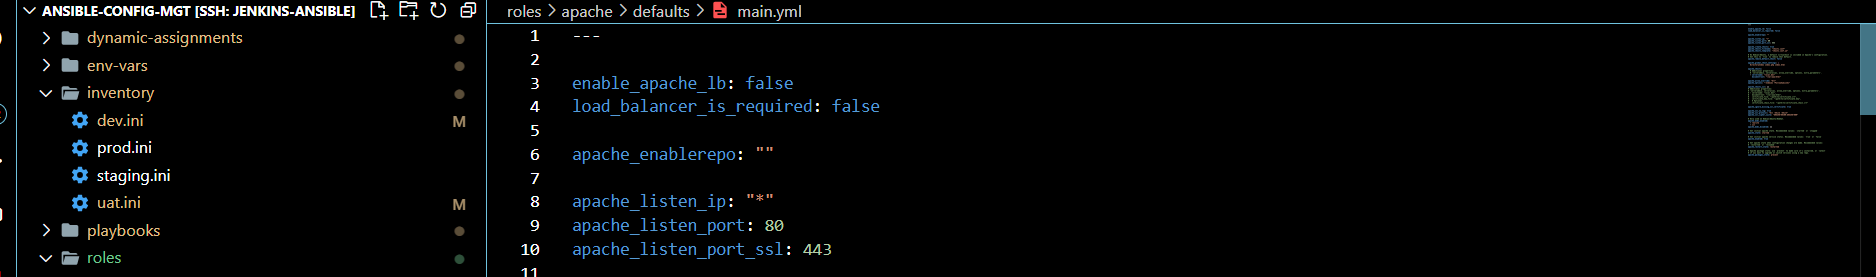 ANSIBLE-CONFIG-MGT [SSH: JENKINS-ANSIBLE]
dynamic-assignments
env-vars
inventory
dev.ini M
prod.ini
staging.ini
uat.ini M
playbooks
roles
roles > apache > defaults > main.yml
1 ---
2
3 enable_apache_lb: false
4 load_balancer_is_required: false
5
6 apache_enablerepo: ""
7
8 apache_listen_ip: "*"
9 apache_listen_port: 80
10 apache_listen_port_ssl: 443
11